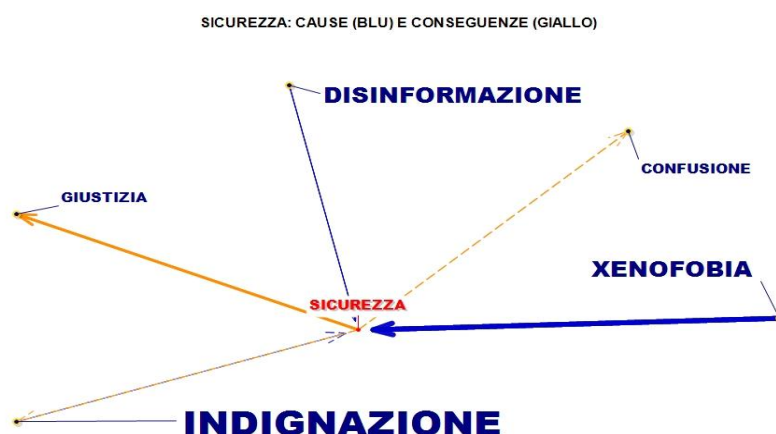 SICUREZZA: CAUSE (BLU) E CONSEGUENZE (GIALLO)
DISINFORMAZIONE
CONFUSIONE
GIUSTIZIA
XENOFOBIA
SICUREZZA
INDIGNAZIONE